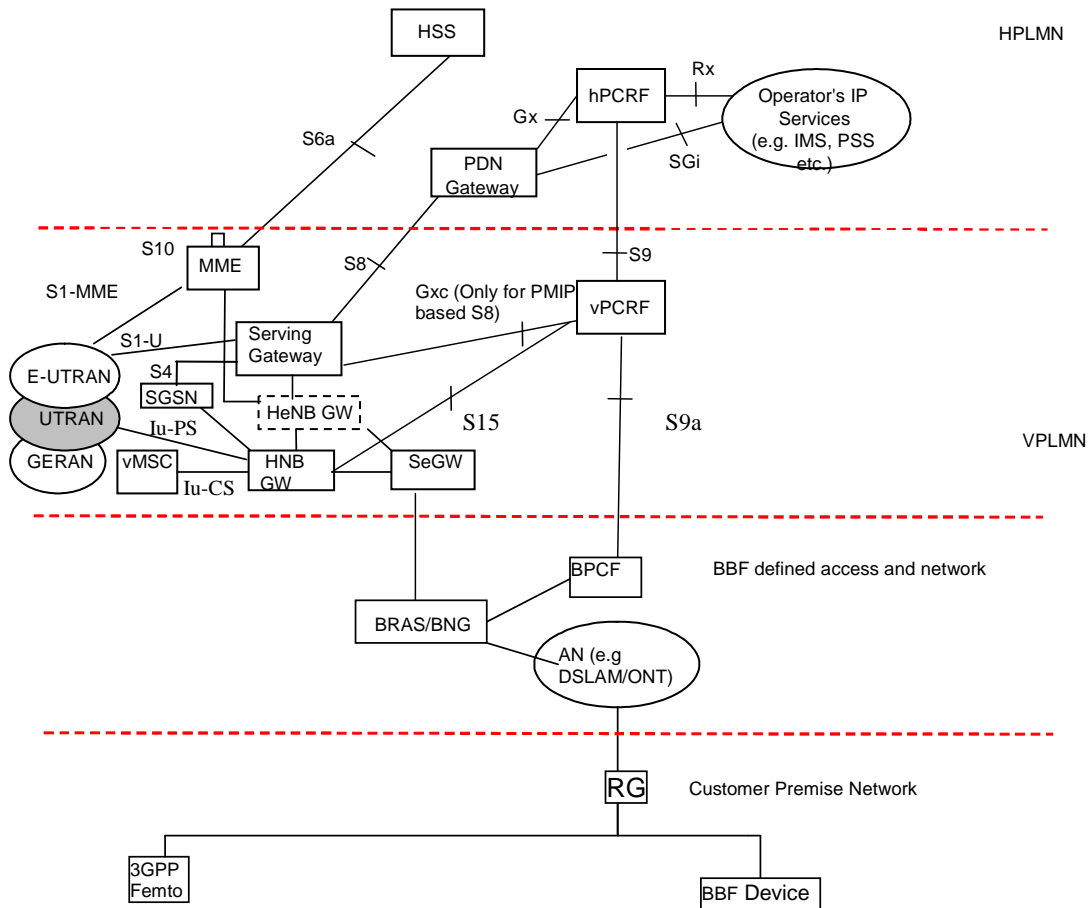 HSS
HPLMN
hPCRF
Rx
Operator's IP
Services
(e.g. IMS, PSS
etc.)
Gx
S6a
SGi
PDN
Gateway
S10
MME
S8
S9
S1-MME
Gxc (Only for PMIP
based S8)
vPCRF
S1-U
Serving
Gateway
E-UTRAN
S4
SGSN
HeNB GW
UTRAN
Iu-PS
S15
S9a
GERAN
vMSC
HNB
GW
SeGW
VPLMN
Iu-CS
BPCF
BBF defined access and network
BRAS/BNG
AN (e.g
DSLAM/ONT)
RG
Customer Premise Network
3GPP
Femto
BBF Device